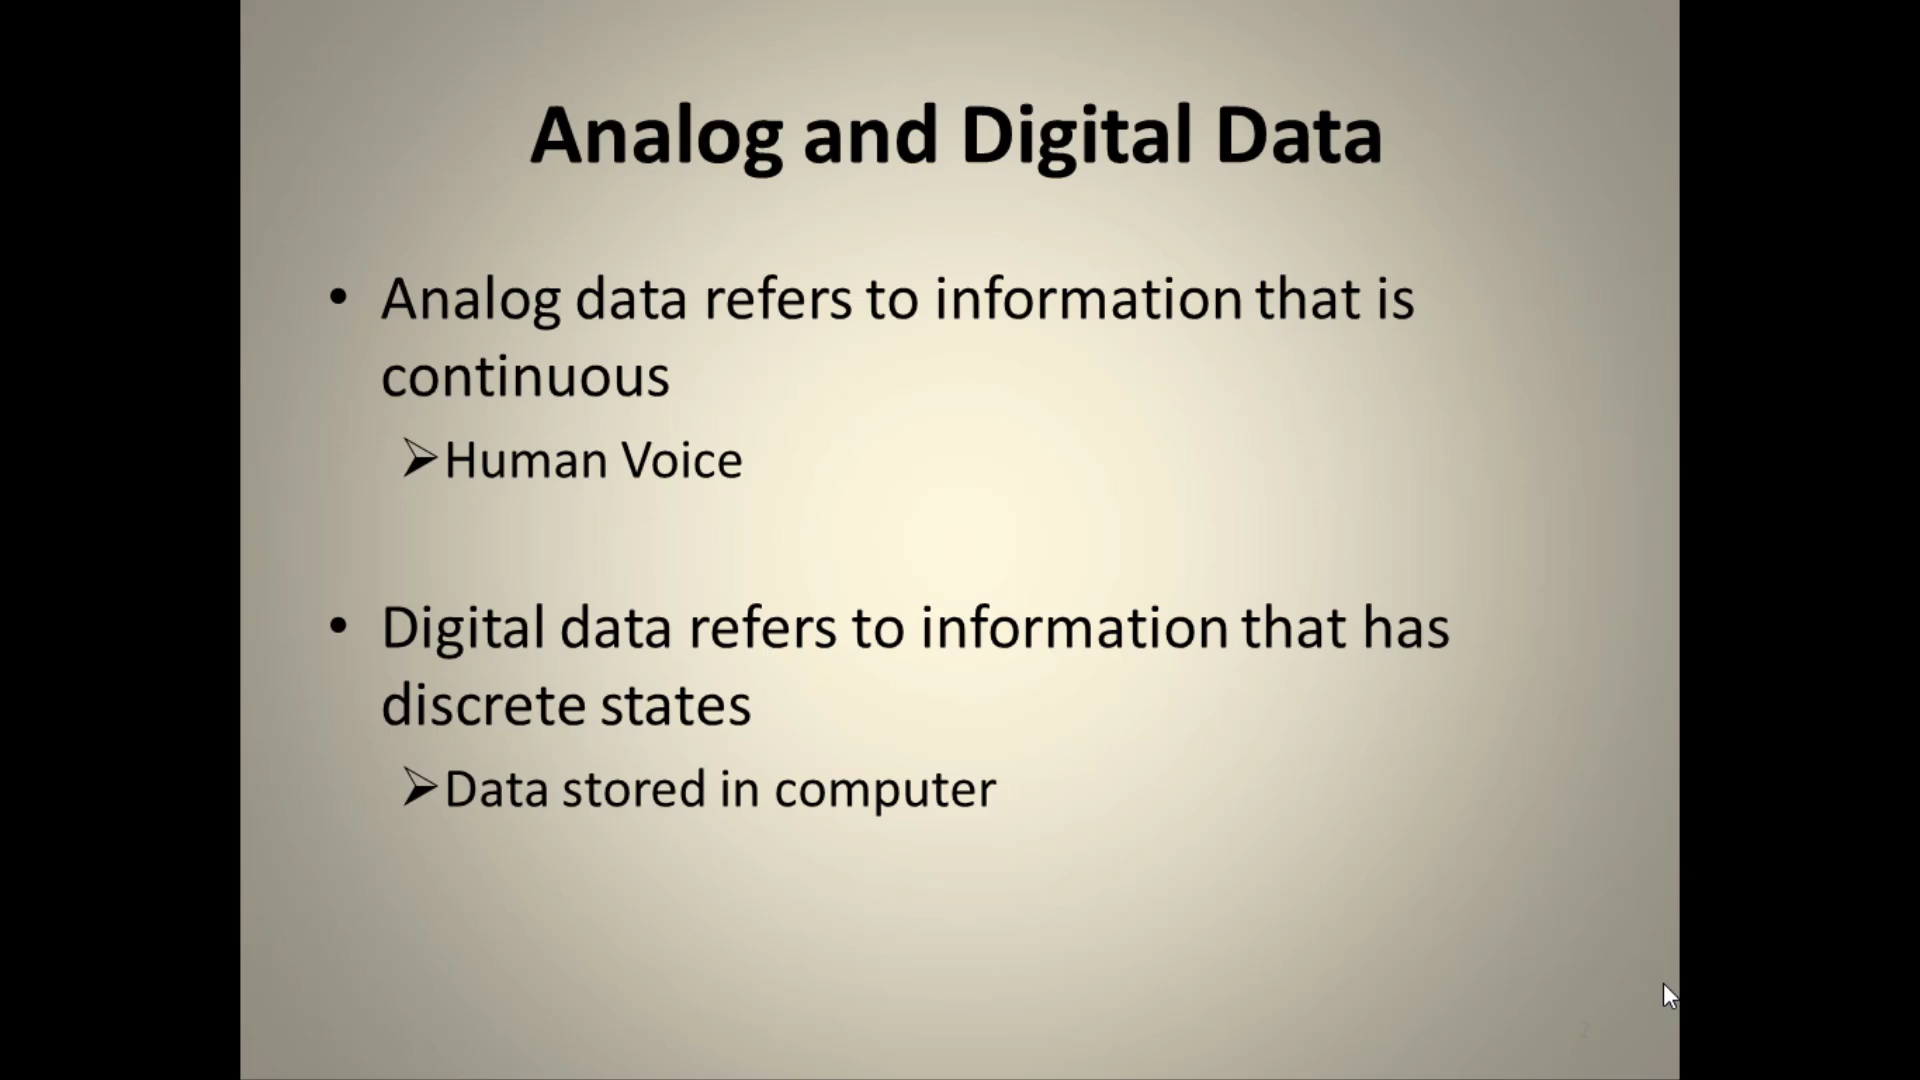 Analog and Digital Data
• Analog data refers to information that is
continuous
➢Human Voice
• Digital data refers to information that has
discrete states
➢Data stored in computer
2